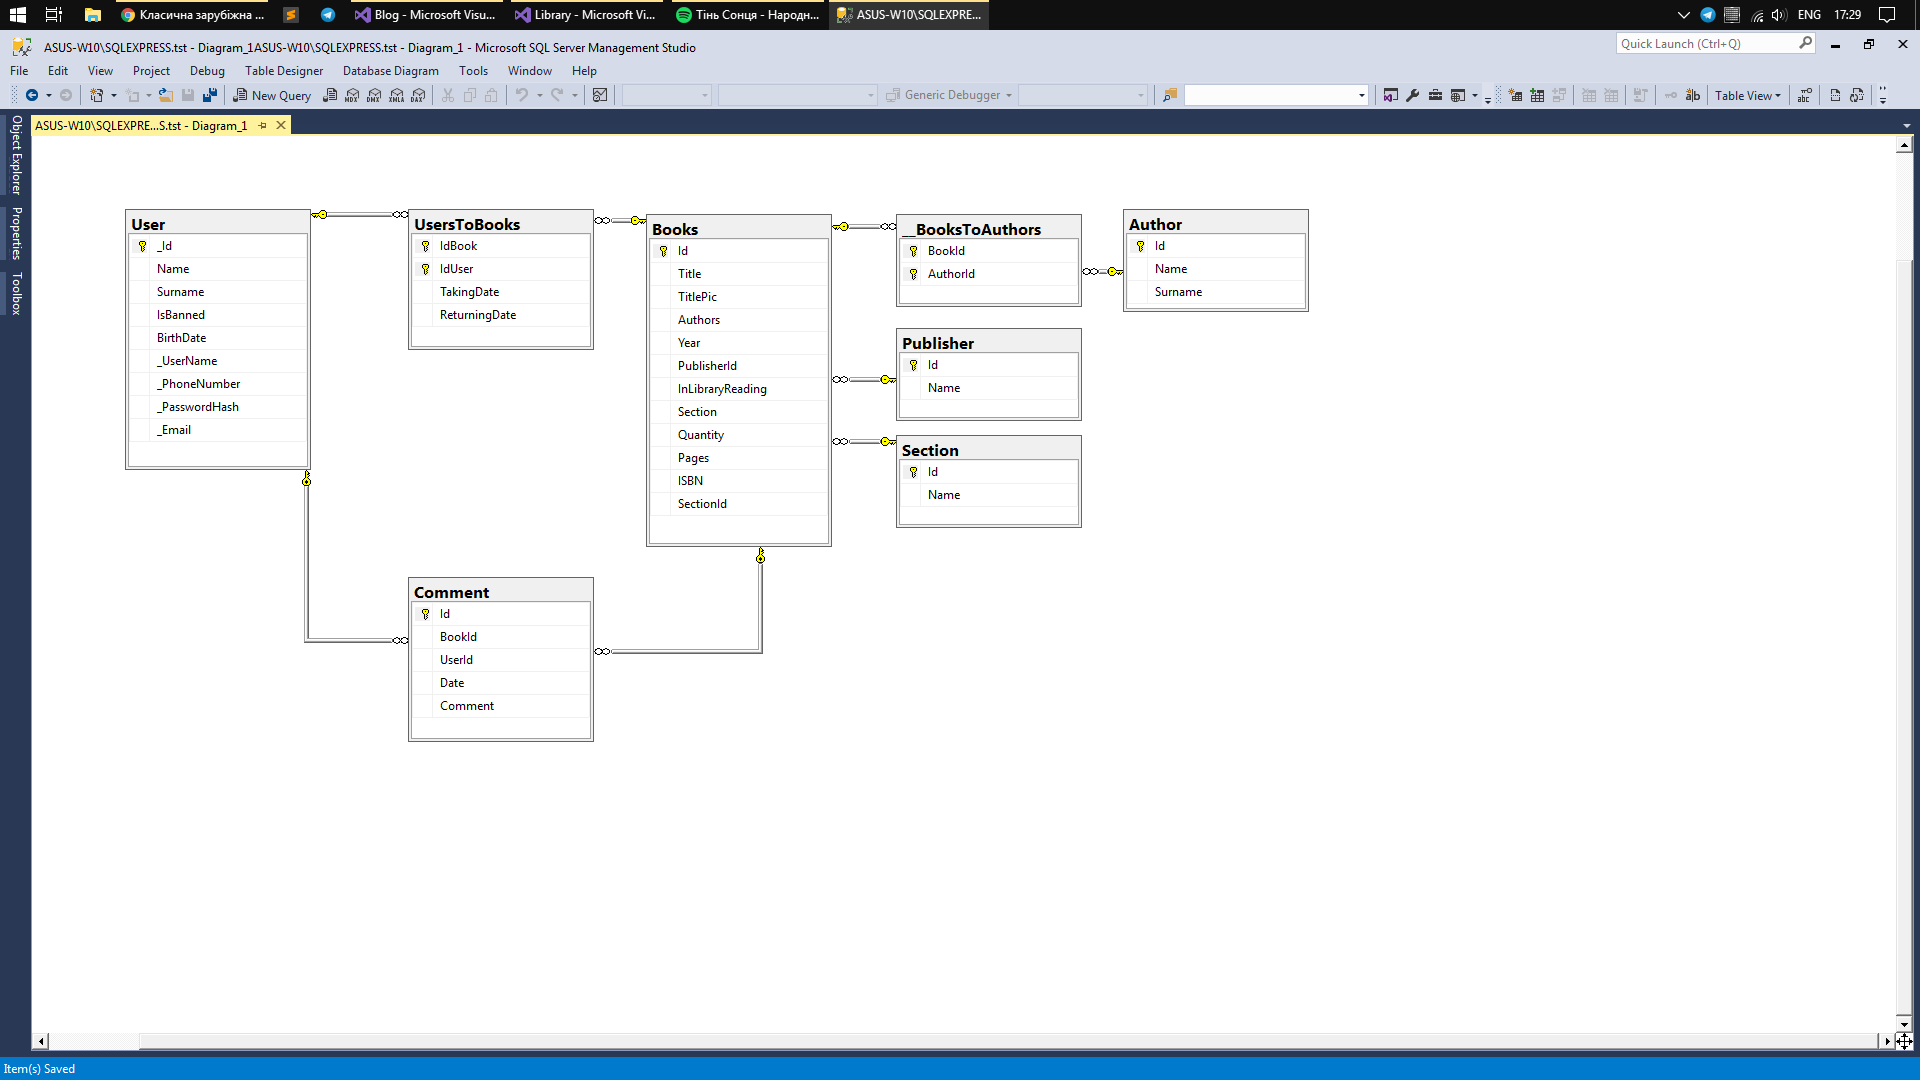 Класична зарубіжна ...
Blog - Microsoft Visu...
Library - Microsoft Vi...
Тінь Сонця - Народн...
ASUS-W10\SQLEXPRE...
ENG
17:29
ASUS-W10\SQLEXPRESS.tst - Diagram_1ASUS-W10\SQLEXPRESS.tst - Diagram_1 - Microsoft SQL Server Management Studio
Quick Launch (Ctrl+Q)
File Edit View Project Debug Table Designer Database Diagram Tools Window Help
New Query
MDX
DMX
XMLA
DAX
Generic Debugger
Table View
ASUS-W10\SQLEXPRE...S.tst - Diagram_1
Object Explorer
Properties
Toolbox
User
_Id
Name
Surname
IsBanned
BirthDate
_UserName
_PhoneNumber
_PasswordHash
_Email
UsersToBooks
IdBook
IdUser
TakingDate
ReturningDate
Books
Id
Title
TitlePic
Authors
Year
PublisherId
InLibraryReading
Section
Quantity
Pages
ISBN
SectionId
__BooksToAuthors
BookId
AuthorId
Author
Id
Name
Surname
Publisher
Id
Name
Section
Id
Name
Comment
Id
BookId
UserId
Date
Comment
Item(s) Saved